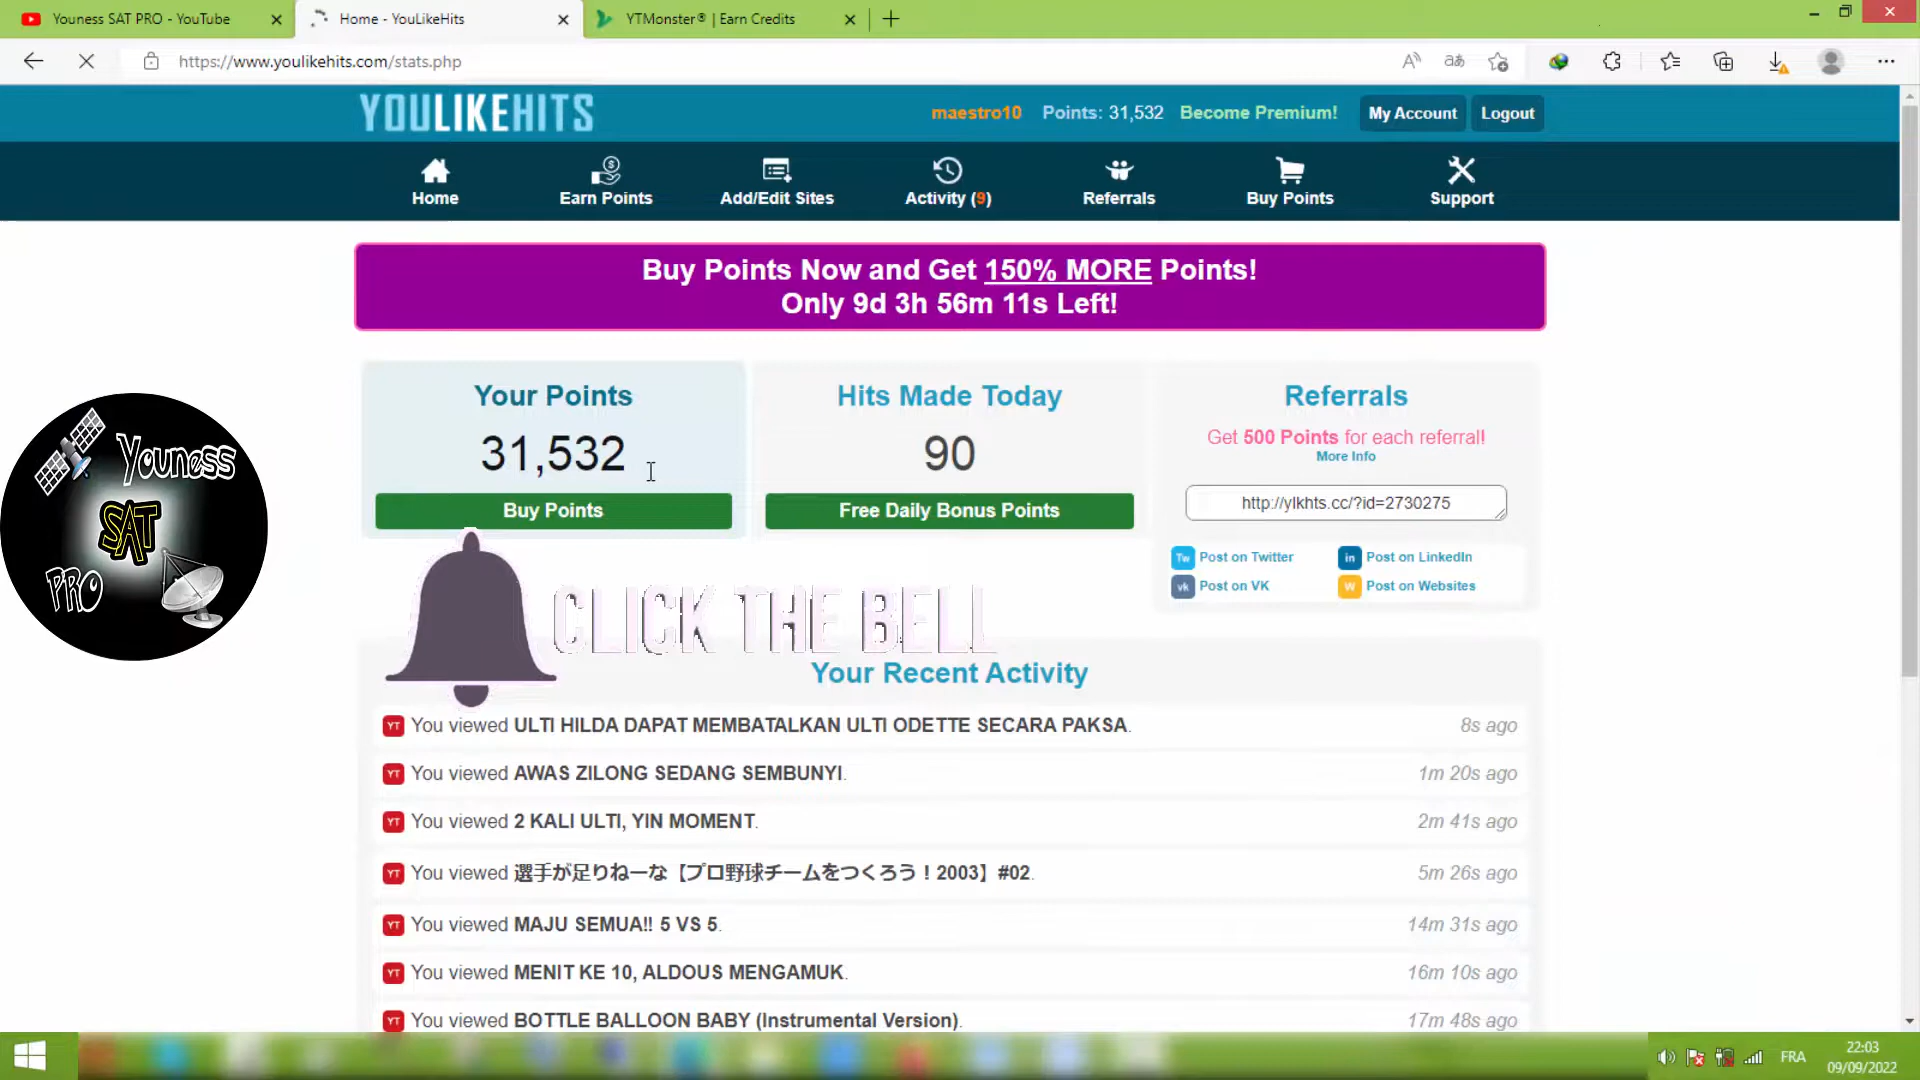 Youness SAT PRO - YouTube
Home - YouLikeHits
YTMonster® | Earn Credits
https://www.youlikehits.com/stats.php
YOULIKEHITS
maestro10 Points: 31,532 Become Premium! My Account Logout
Home
Earn Points
Add/Edit Sites
Activity (9)
Referrals
Buy Points
Support
Buy Points Now and Get 150% MORE Points!
Only 9d 3h 56m 11s Left!
Your Points
31,532
Buy Points
Hits Made Today
90
Free Daily Bonus Points
Referrals
Get 500 Points for each referral!
More Info
http://ylkhts.cc/?id=2730275
Tw Post on Twitter
in Post on LinkedIn
vk Post on VK
W Post on Websites
Youness
SAT
PRO
CLICK THE BELL
Your Recent Activity
YT You viewed ULTI HILDA DAPAT MEMBATALKAN ULTI ODETTE SECARA PAKSA. 8s ago
YT You viewed AWAS ZILONG SEDANG SEMBUNYI. 1m 20s ago
YT You viewed 2 KALI ULTI, YIN MOMENT. 2m 41s ago
YT You viewed 選手が足りねーな【プロ野球チームをつくろう！2003】#02. 5m 26s ago
YT You viewed MAJU SEMUA!! 5 VS 5. 14m 31s ago
YT You viewed MENIT KE 10, ALDOUS MENGAMUK. 16m 10s ago
YT You viewed BOTTLE BALLOON BABY (Instrumental Version). 17m 48s ago
FRA
22:03
09/09/2022